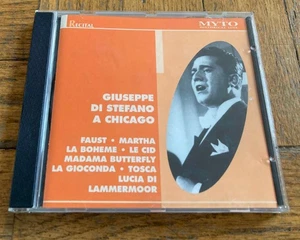 RECITAL
MYTO
GIUSEPPE
DI STEFANO
A CHICAGO
FAUST • MARTHA
LA BOHEME • LE CID
MADAMA BUTTERFLY
LA GIOCONDA • TOSCA
LUCIA DI
LAMMERMOOR